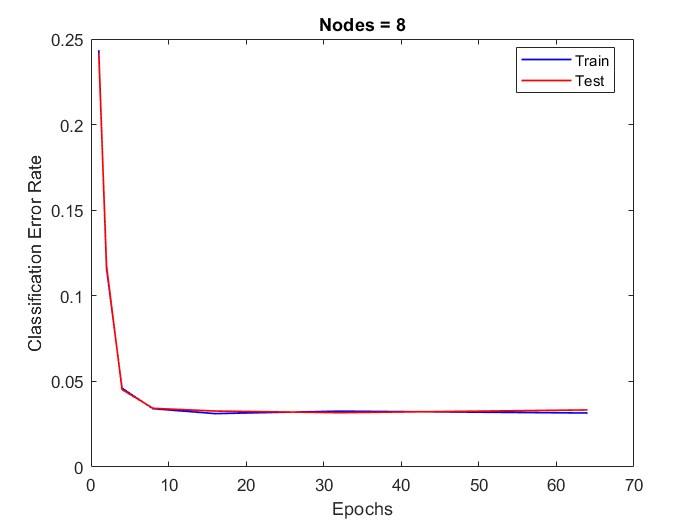 Nodes = 8
Train
Test
Classification Error Rate
0.25
0.2
0.15
0.1
0.05
0
0 10 20 30 40 50 60 70
Epochs